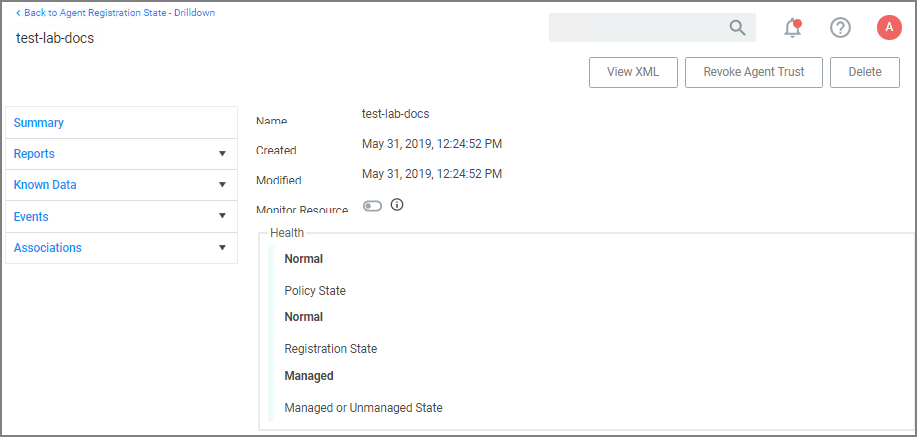 Back to Agent Registration State - Drilldown
test-lab-docs
A
View XML
Revoke Agent Trust
Delete
Summary
Reports
Known Data
Events
Associations
Name
test-lab-docs
Created
May 31, 2019, 12:24:52 PM
Modified
May 31, 2019, 12:24:52 PM
Monitor Resource
Health
Normal
Policy State
Normal
Registration State
Managed
Managed or Unmanaged State